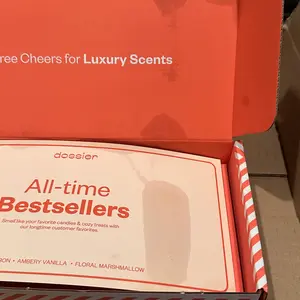 ree Cheers for Luxury Scents
dossier
All-time
Bestsellers
Smell like your favorite candles & cozy treats with
our longtime customer favorites.
BON • AMBERY VANILLA • FLORAL MARSHMALLOW